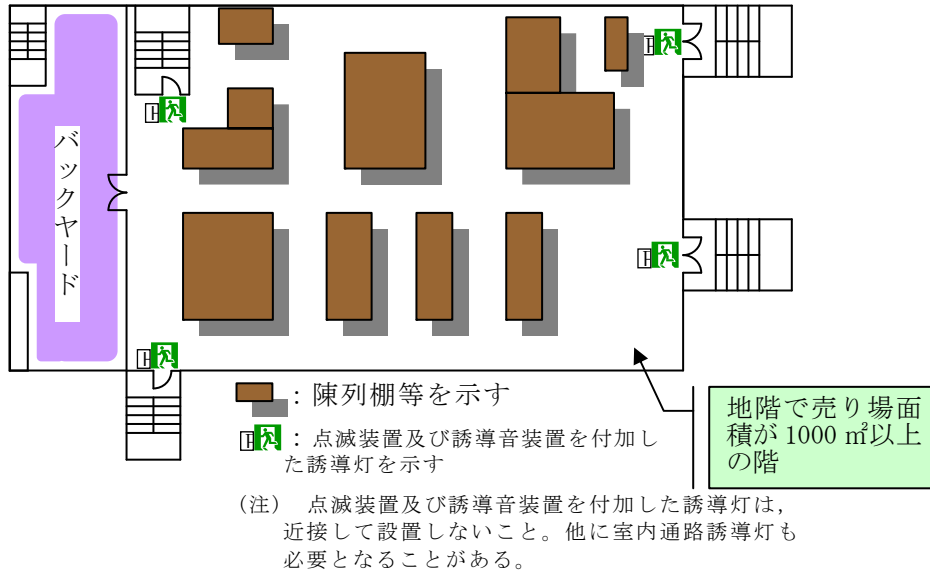 バックヤード
：陳列棚等を示す
：点滅装置及び誘導音装置を付加し
た誘導灯を示す
(注)　点滅装置及び誘導音装置を付加した誘導灯は，
近接して設置しないこと。他に室内通路誘導灯も
必要となることがある。
地階で売り場面
積が 1000 ㎡以上
の階